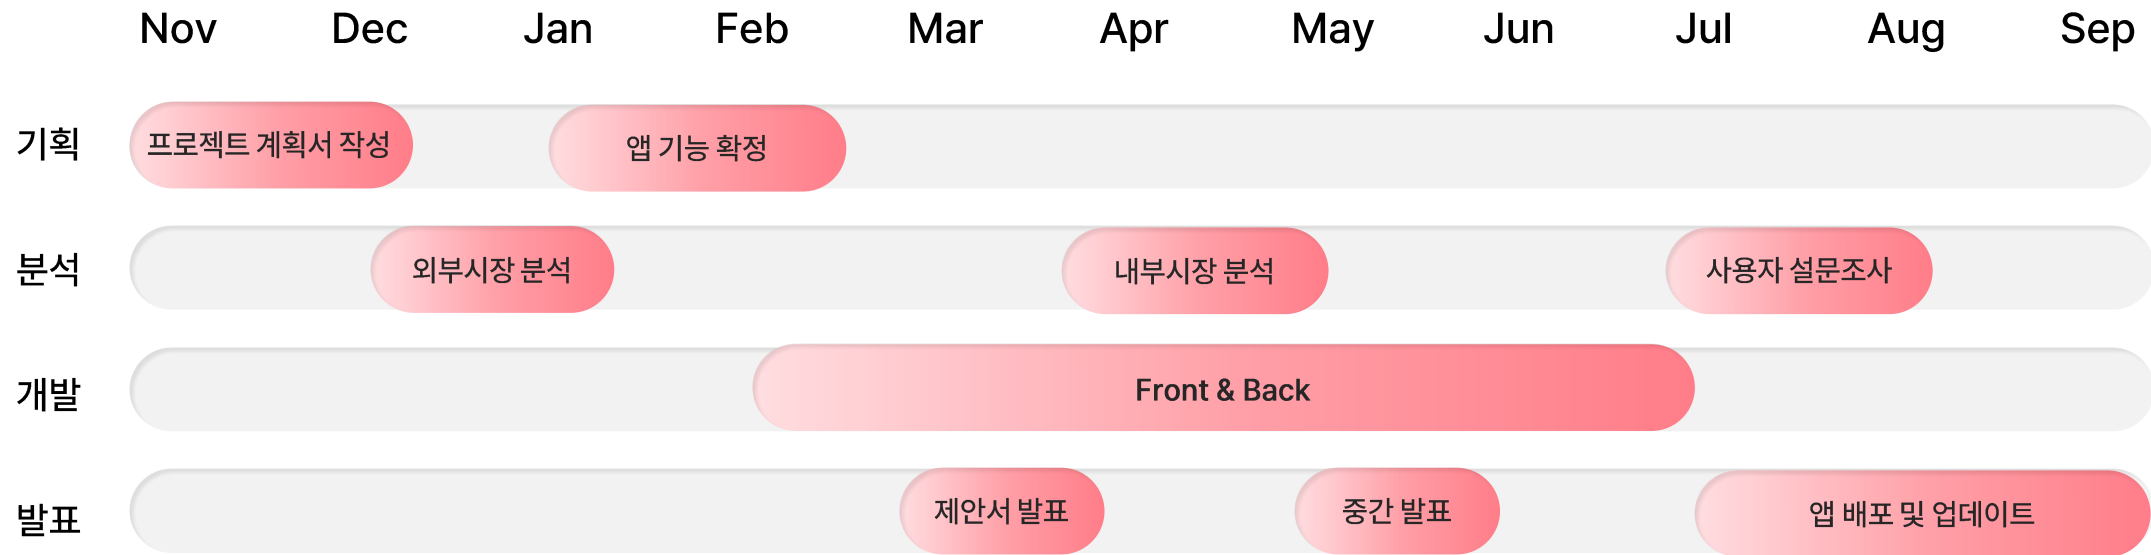 Nov Dec Jan Feb Mar Apr May Jun Jul Aug Sep
기획 프로젝트 계획서 작성 앱 기능 확정
분석 외부시장 분석 내부시장 분석 사용자 설문조사
개발 Front & Back
발표 제안서 발표 중간 발표 앱 배포 및 업데이트